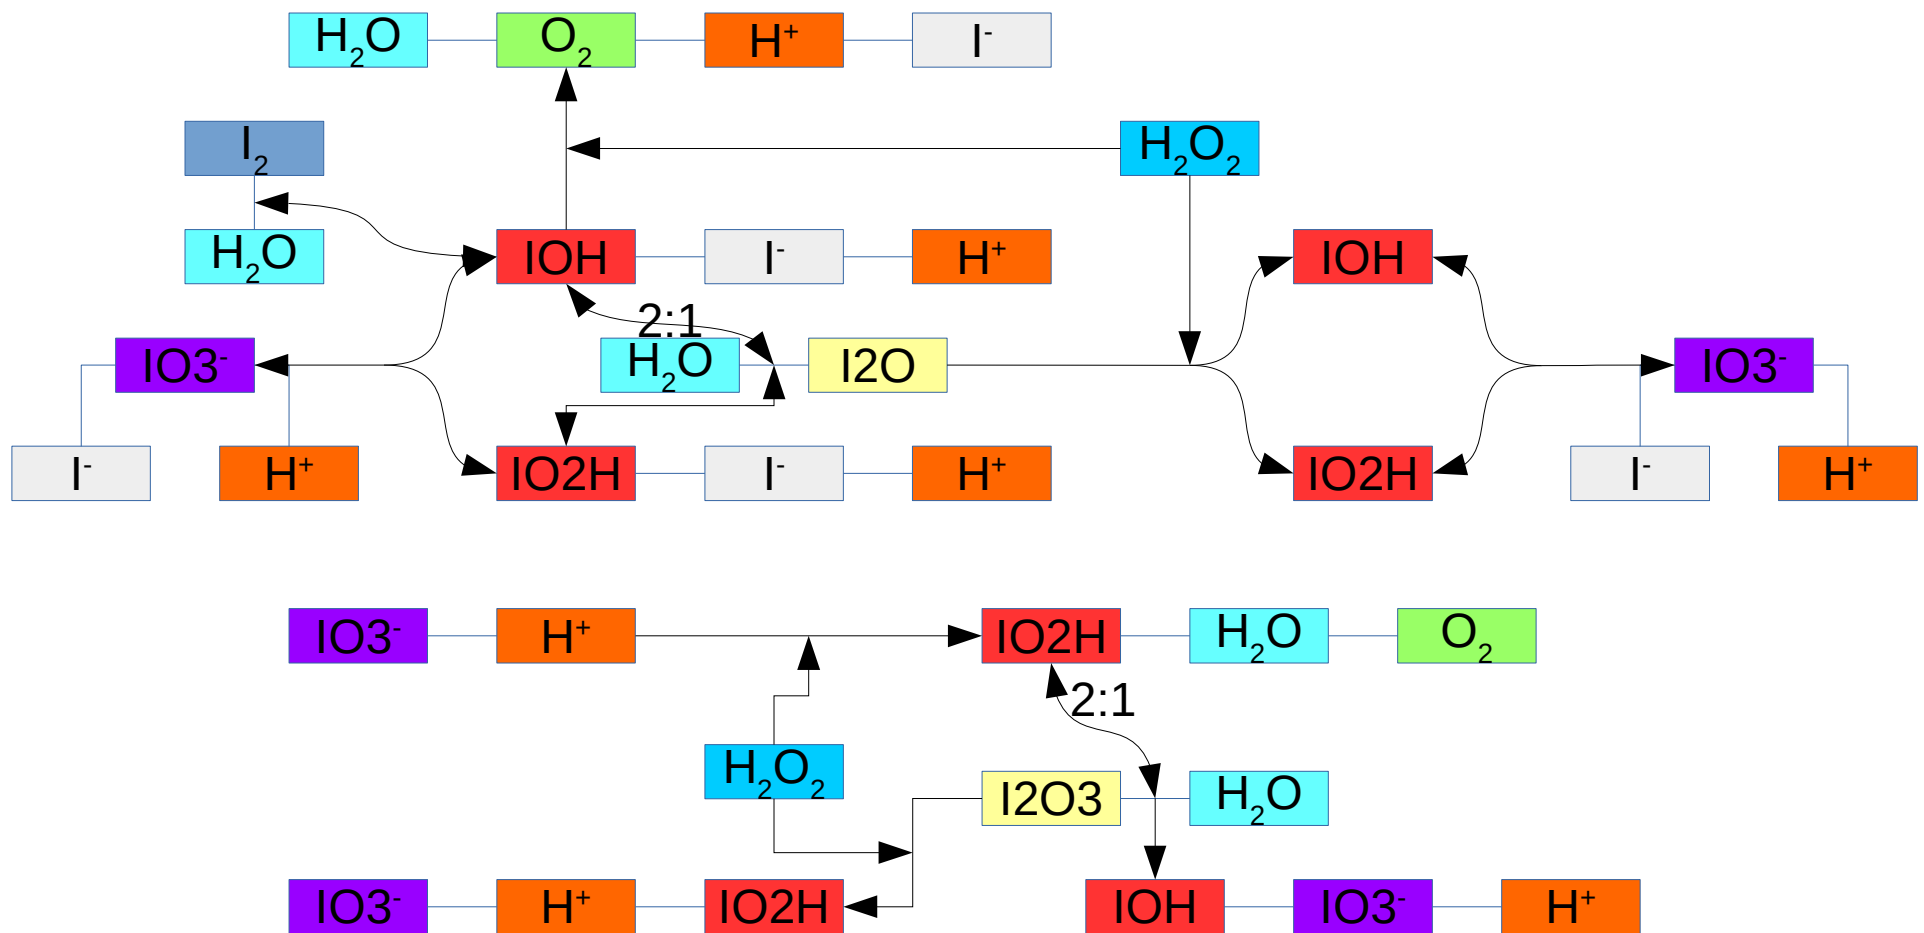 H₂O O₂ H⁺ I⁻
I₂ H₂O₂
H₂O IOH I⁻ H⁺ IOH
2:1
IO3⁻ H₂O I2O IO3⁻
I⁻ H⁺ IO2H I⁻ H⁺ IO2H I⁻ H⁺
IO3⁻ H⁺ IO2H H₂O O₂
2:1
H₂O₂ I2O3 H₂O
IO3⁻ H⁺ IO2H IOH IO3⁻ H⁺